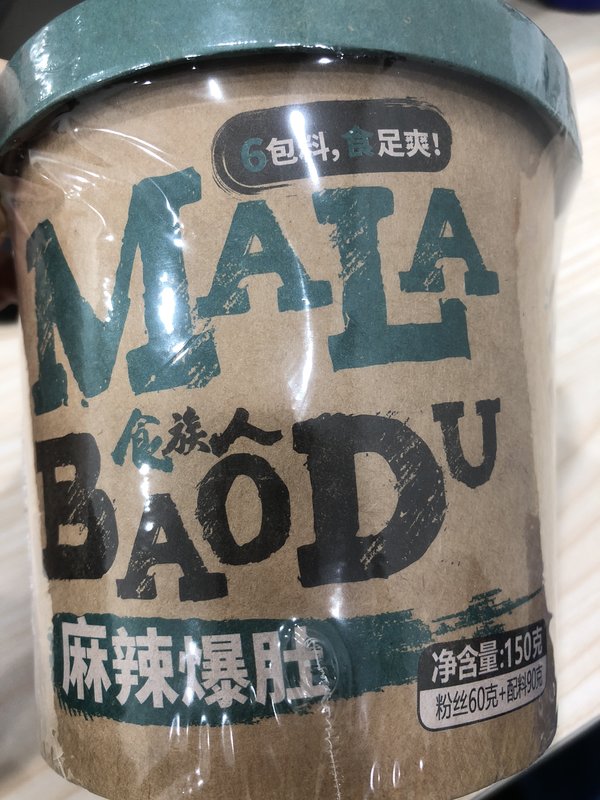 6包料,食足爽!
MALA
食族人
BAODU
麻辣爆肚
净含量:150克
粉丝60克+配料90克